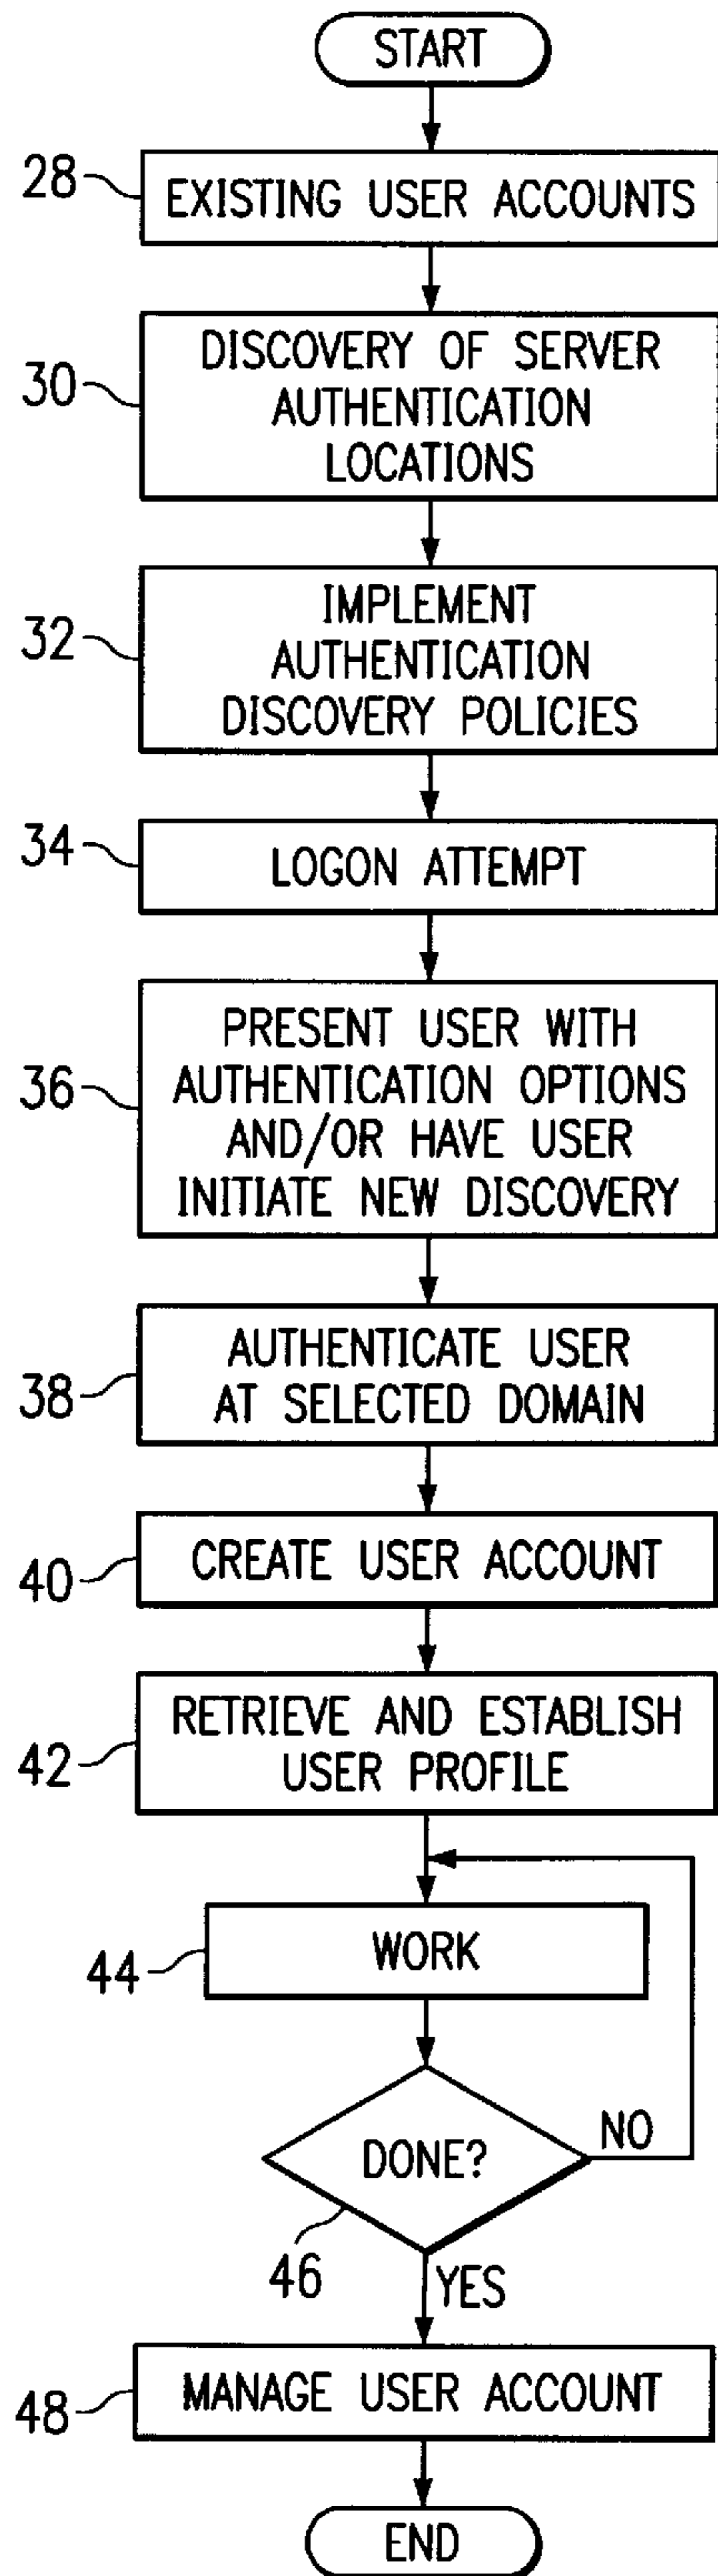 START
28
EXISTING USER ACCOUNTS
30
DISCOVERY OF SERVER
AUTHENTICATION
LOCATIONS
32
IMPLEMENT
AUTHENTICATION
DISCOVERY POLICIES
34
LOGON ATTEMPT
36
PRESENT USER WITH
AUTHENTICATION OPTIONS
AND/OR HAVE USER
INITIATE NEW DISCOVERY
38
AUTHENTICATE USER
AT SELECTED DOMAIN
40
CREATE USER ACCOUNT
42
RETRIEVE AND ESTABLISH
USER PROFILE
44
WORK
DONE?
NO
46
YES
48
MANAGE USER ACCOUNT
END